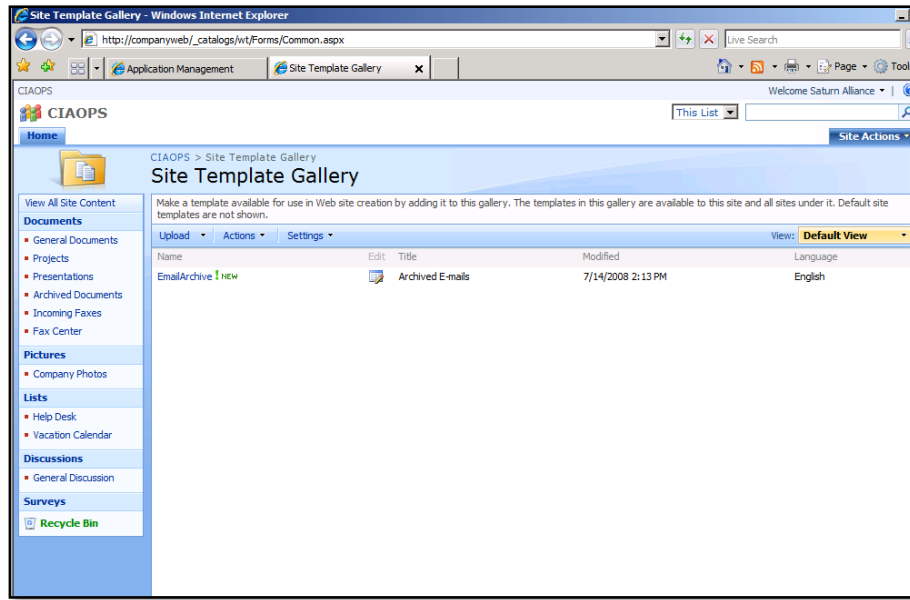 Site Template Gallery - Windows Internet Explorer
http://companyweb/_catalogs/wt/Forms/Common.aspx
Live Search
Application Management
Site Template Gallery
Page
Tool
CIAOPS
Welcome Saturn Alliance
CIAOPS
This List
Home
Site Actions
CIAOPS > Site Template Gallery
Site Template Gallery
View All Site Content
Make a template available for use in Web site creation by adding it to this gallery. The templates in this gallery are available to this site and all sites under it. Default site
templates are not shown.
Documents
Upload Actions Settings View: Default View
General Documents
Name Edit Title Modified Language
Projects
EmailArchive ! NEW Archived E-mails 7/14/2008 2:13 PM English
Presentations
Archived Documents
Incoming Faxes
Fax Center
Pictures
Company Photos
Lists
Help Desk
Vacation Calendar
Discussions
General Discussion
Surveys
Recycle Bin